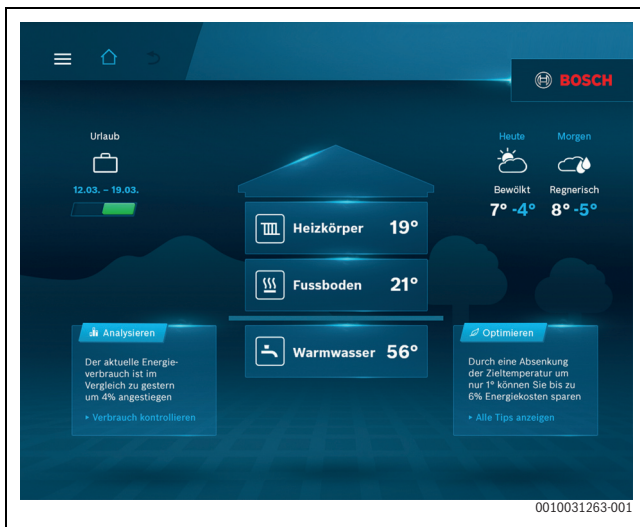 BOSCH
Urlaub
12.03. – 19.03.
Heute
Morgen
Bewölkt
Regnerisch
7° -4°
8° -5°
Heizkörper 19°
Fussboden 21°
Warmwasser 56°
Analysieren
Der aktuelle Energie-
verbrauch ist im
Vergleich zu gestern
um 4% angestiegen
▸ Verbrauch kontrollieren
Optimieren
Durch eine Absenkung
der Zieltemperatur um
nur 1° können Sie bis zu
6% Energiekosten sparen
▸ Alle Tips anzeigen
0010031263-001